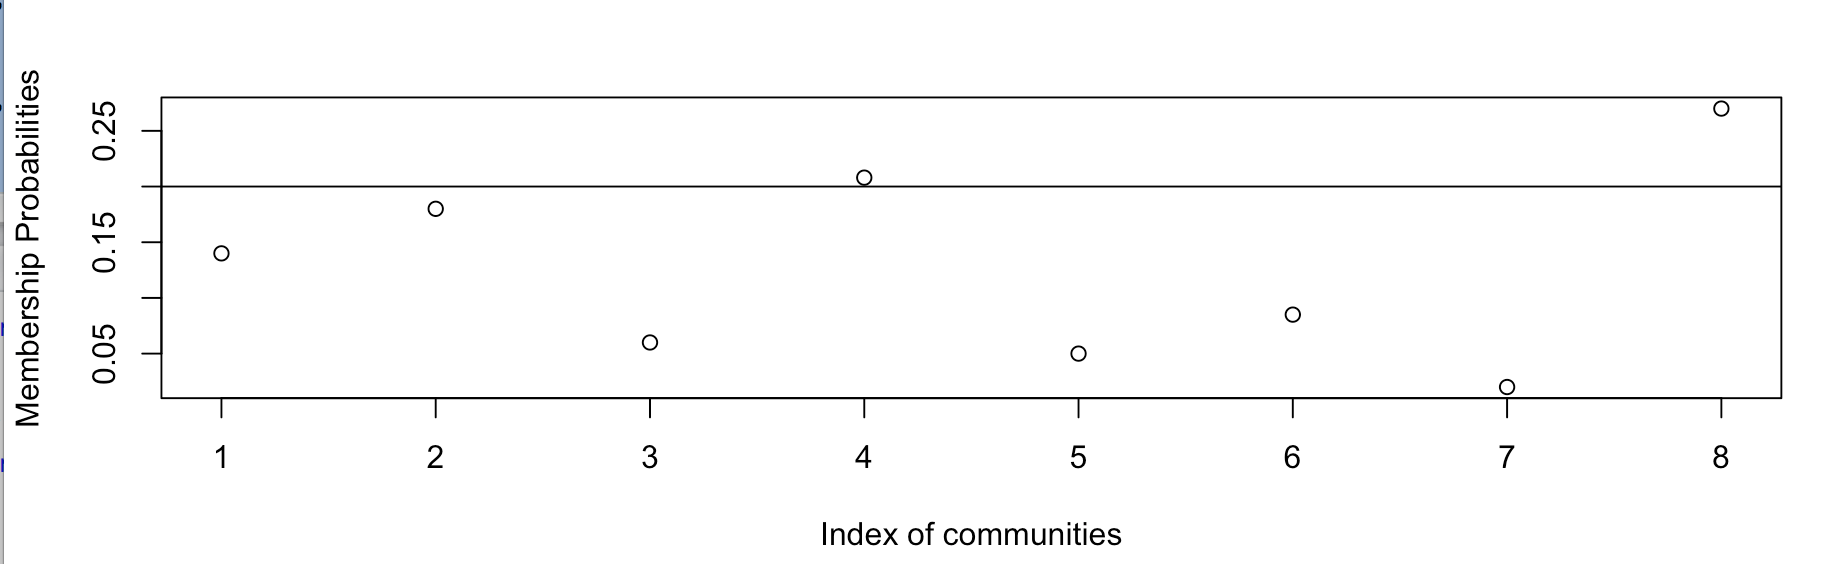 Membership Probabilities
0.25
0.15
0.05
1 2 3 4 5 6 7 8
Index of communities